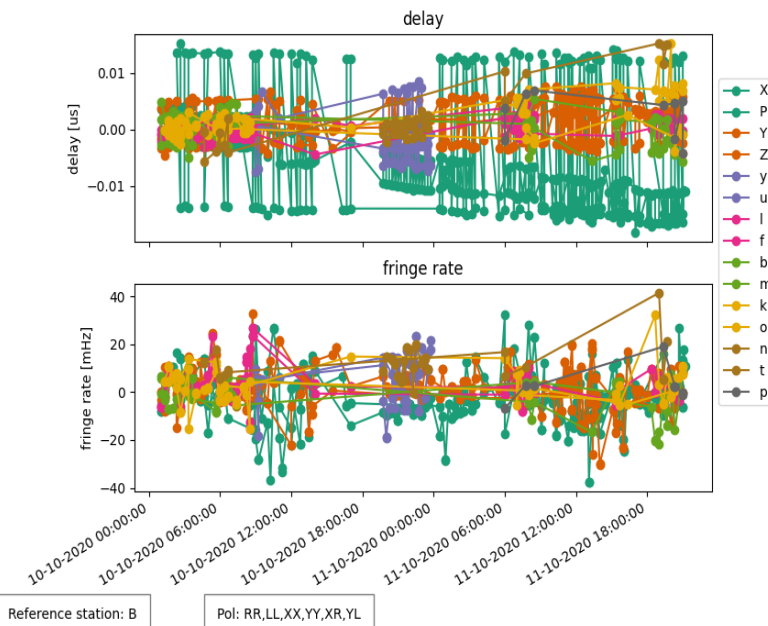 delay
0.01
0.00
−0.01
delay [us]
fringe rate
40
20
0
−20
−40
fringe rate [mHz]
10-10-2020 00:00:00
10-10-2020 06:00:00
10-10-2020 12:00:00
10-10-2020 18:00:00
11-10-2020 00:00:00
11-10-2020 06:00:00
11-10-2020 12:00:00
11-10-2020 18:00:00
X
P
Y
Z
y
u
l
f
b
m
k
o
n
t
p
Reference station: B
Pol: RR,LL,XX,YY,XR,YL